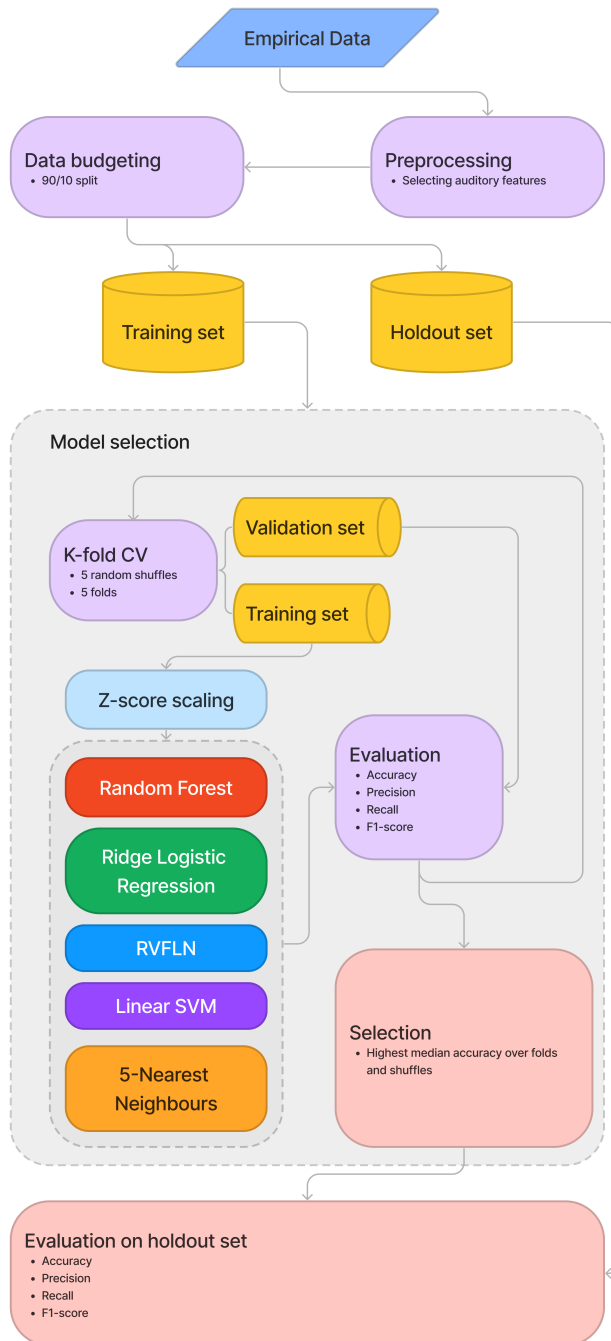 Empirical Data
Data budgeting
• 90/10 split
Preprocessing
• Selecting auditory features
Training set
Holdout set
Model selection
K-fold CV
• 5 random shuffles
• 5 folds
Validation set
Training set
Z-score scaling
Random Forest
Ridge Logistic
Regression
RVFLN
Linear SVM
5-Nearest
Neighbours
Evaluation
• Accuracy
• Precision
• Recall
• F1-score
Selection
• Highest median accuracy over folds
and shuffles
Evaluation on holdout set
• Accuracy
• Precision
• Recall
• F1-score